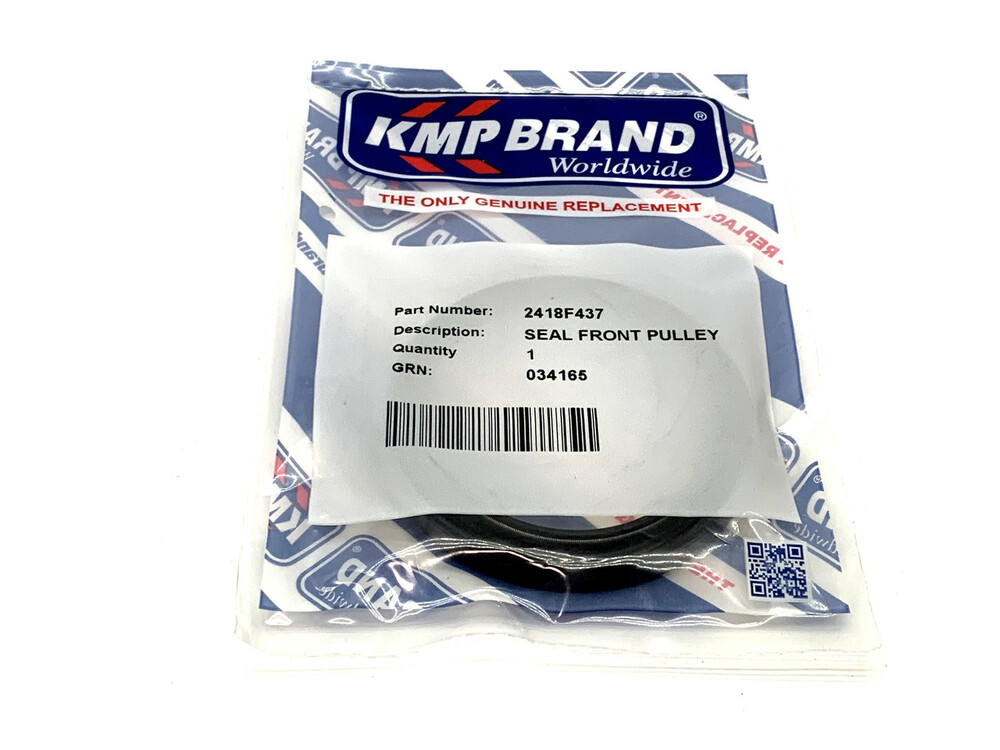 KMP BRAND®
Worldwide
THE ONLY GENUINE REPLACEMENT
Part Number: 2418F437
Description: SEAL FRONT PULLEY
Quantity 1
GRN: 034165